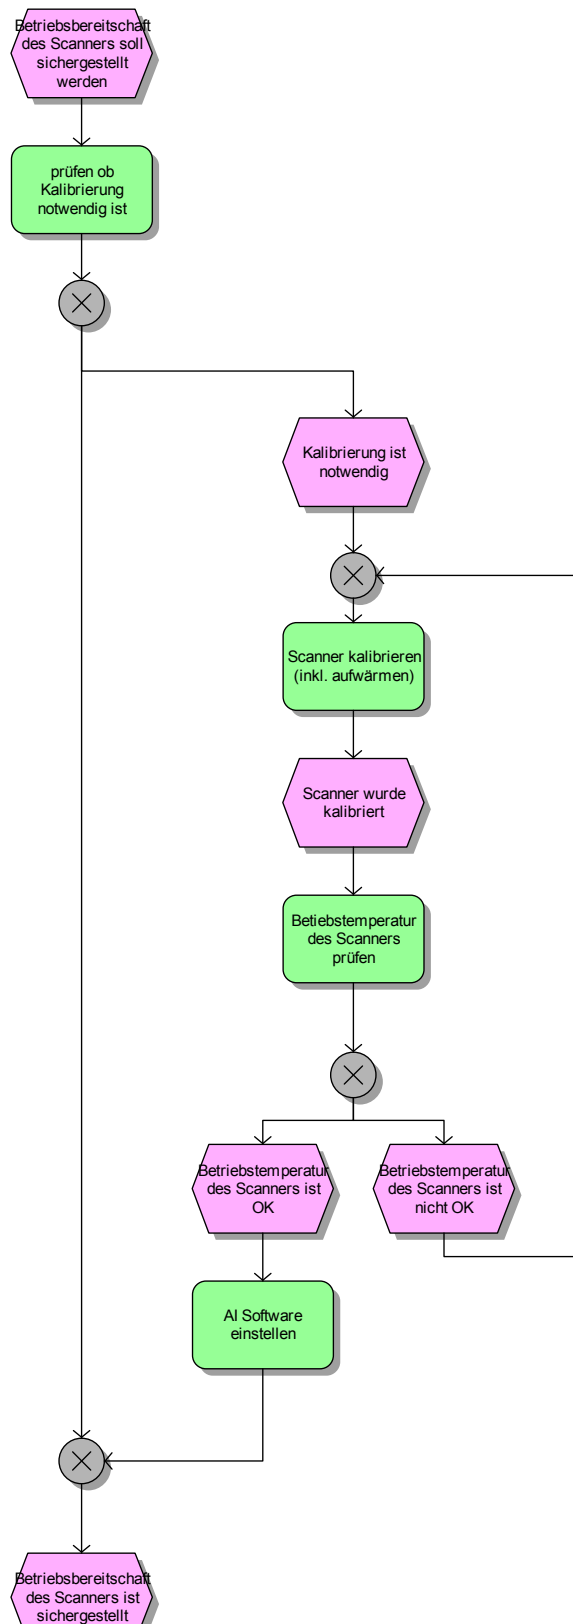 Betriebsbereitschaft
des Scanners soll
sichergestellt
werden
prüfen ob
Kalibrierung
notwendig ist
Kalibrierung ist
notwendig
Scanner kalibrieren
(inkl. aufwärmen)
Scanner wurde
kalibriert
Betiebstemperatur
des Scanners
prüfen
Betriebstemperatur
des Scanners ist
OK
Betriebstemperatur
des Scanners ist
nicht OK
AI Software
einstellen
Betriebsbereitschaft
des Scanners ist
sichergestellt